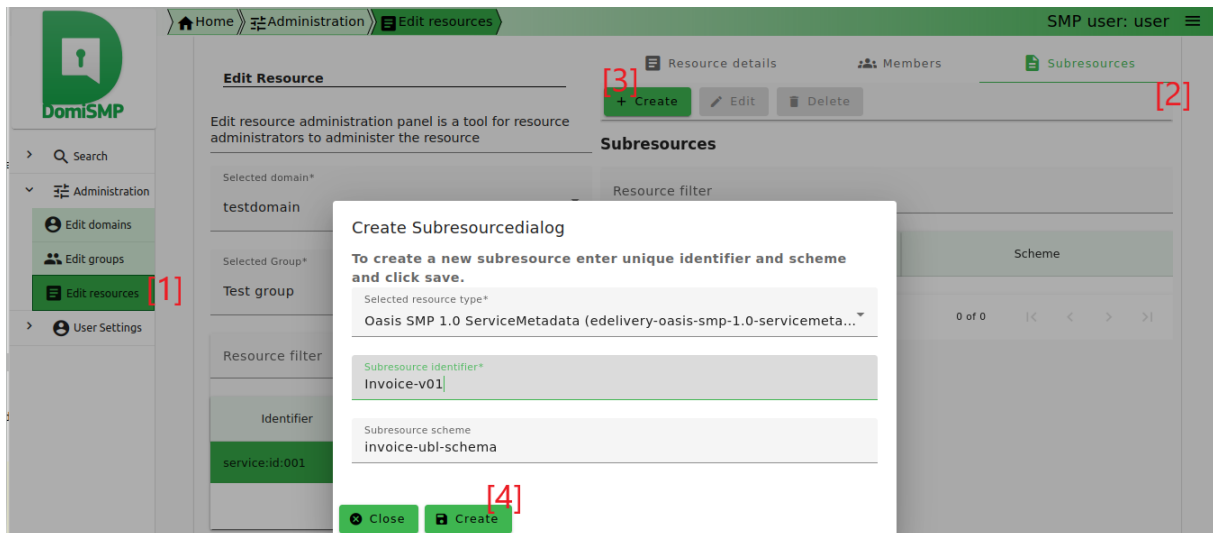 Home
Administration
Edit resources
SMP user: user
DomiSMP
Search
Administration
Edit domains
Edit groups
Edit resources
[1]
User Settings
Edit Resource
Edit resource administration panel is a tool for resource
administrators to administer the resource
Selected domain*
testdomain
Selected Group*
Test group
Resource filter
Identifier
service:id:001
Resource details
Members
Subresources
[2]
[3]
+ Create
Edit
Delete
Subresources
Resource filter
Scheme
0 of 0
|< < > >|
Create Subresourcedialog
To create a new subresource enter unique identifier and scheme
and click save.
Selected resource type*
Oasis SMP 1.0 ServiceMetadata (edelivery-oasis-smp-1.0-servicemeta...
Subresource identifier*
Invoice-v01
Subresource scheme
invoice-ubl-schema
[4]
Close
Create